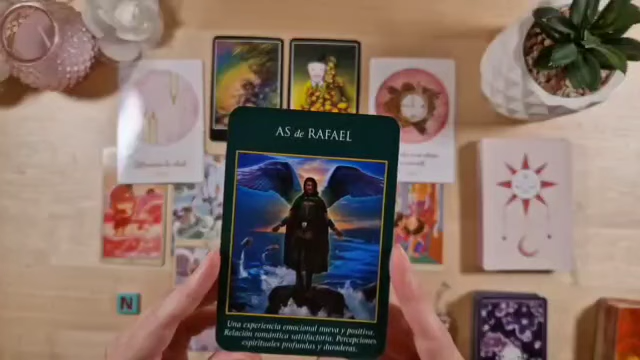 AS de RAFAEL
Una experiencia emocional nueva y positiva.
Relación romántica satisfactoria. Percepciones
espirituales profundas y duraderas.
N